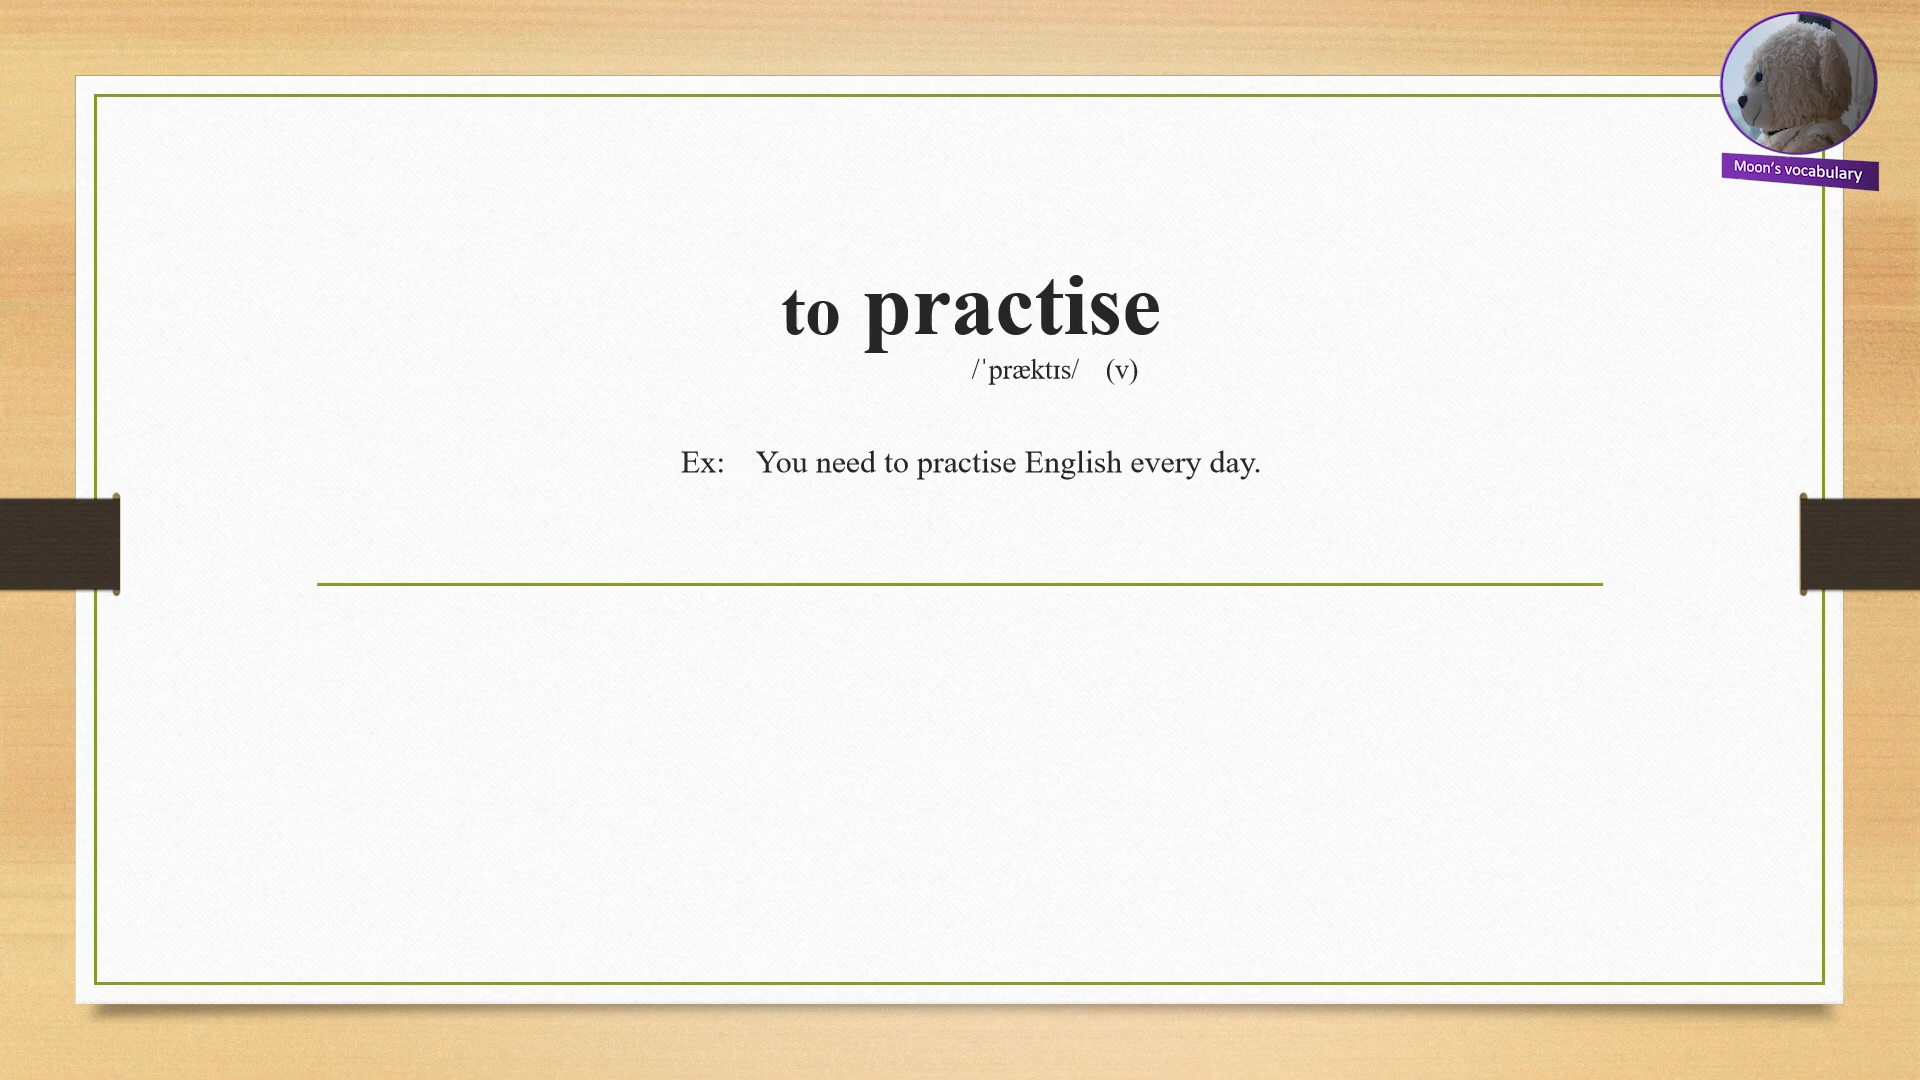 Moon's vocabulary
to practise
/ˈpræktɪs/ (v)
Ex: You need to practise English every day.